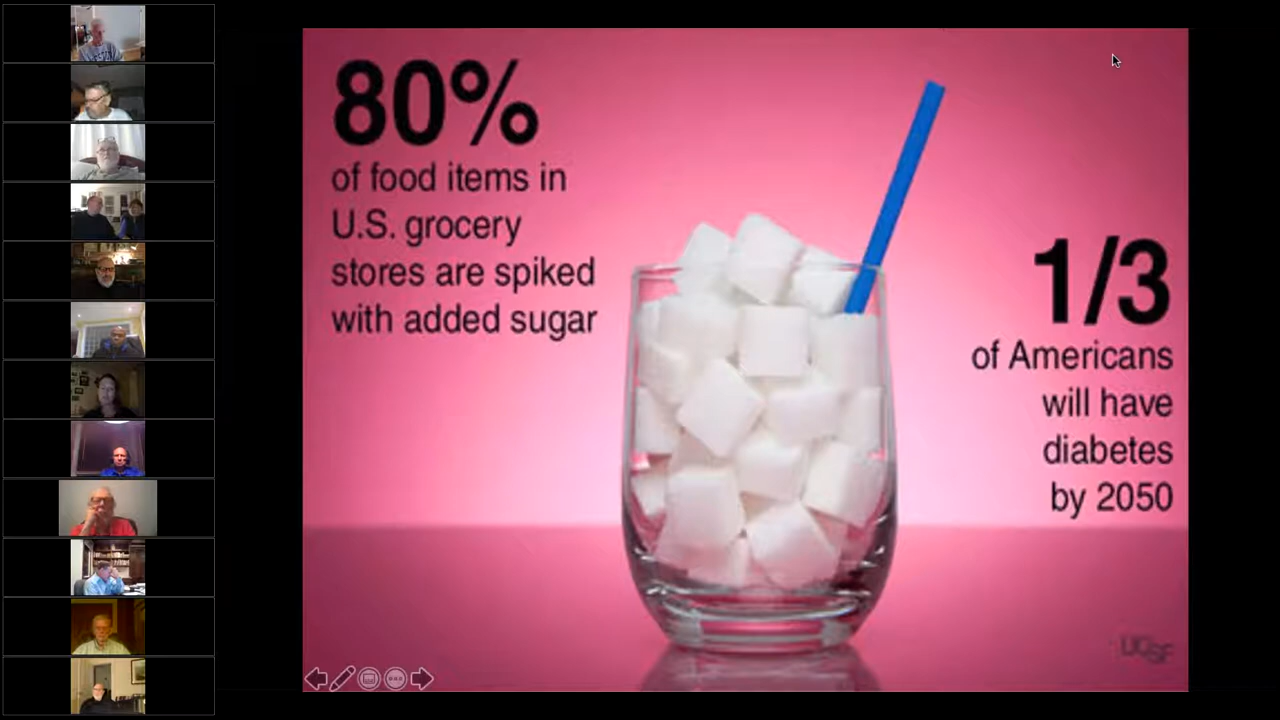 80%
of food items in
U.S. grocery
stores are spiked
with added sugar
1/3
of Americans
will have
diabetes
by 2050
UCSF